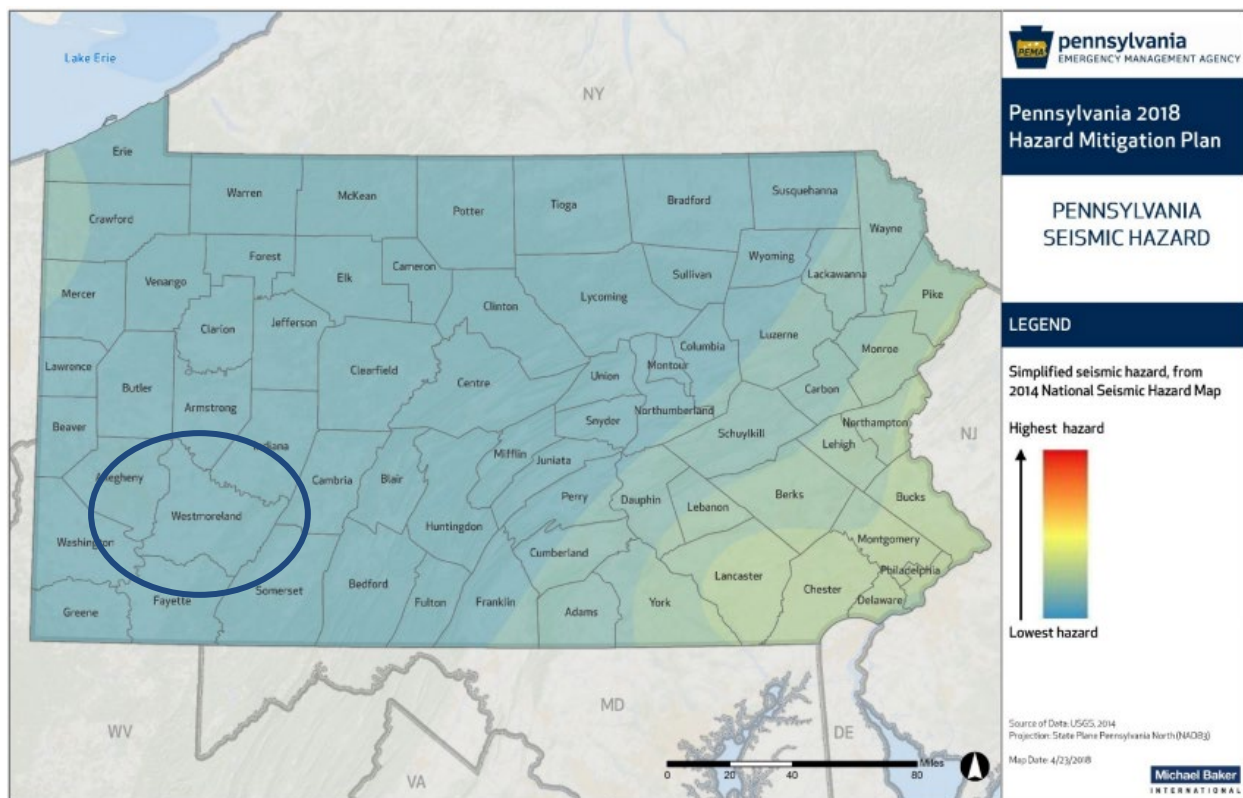 Lake Erie
NY
Erie
Warren
McKean
Potter
Tioga
Bradford
Susquehanna
Wayne
Crawford
Forest
Elk
Cameron
Sullivan
Wyoming
Lackawanna
Pike
Mercer
Venango
Clarion
Jefferson
Clinton
Lycoming
Columbia
Luzerne
Monroe
Lawrence
Butler
Armstrong
Clearfield
Centre
Union
Montour
Northumberland
Carbon
Northampton
NJ
Beaver
Indiana
Snyder
Schuylkill
Lehigh
Allegheny
Westmoreland
Cambria
Blair
Mifflin
Juniata
Perry
Dauphin
Lebanon
Berks
Bucks
Washington
Huntingdon
Cumberland
Montgomery
Philadelphia
Greene
Fayette
Somerset
Bedford
Fulton
Franklin
Adams
York
Lancaster
Chester
Delaware
WV
VA
MD
DE
0 20 40 80
Miles
PEMA
pennsylvania
EMERGENCY MANAGEMENT AGENCY
Pennsylvania 2018
Hazard Mitigation Plan
PENNSYLVANIA
SEISMIC HAZARD
LEGEND
Simplified seismic hazard, from
2014 National Seismic Hazard Map
Highest hazard
Lowest hazard
Source of Data: USGS, 2014
Projection: State Plane Pennsylvania North (NAD83)
Map Date: 4/23/2018
Michael Baker
INTERNATIONAL